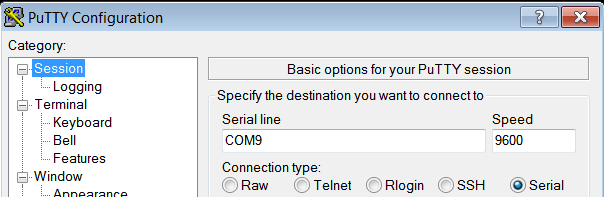 PuTTY Configuration
Category:
Session
Logging
Terminal
Keyboard
Bell
Features
Window
Appearance
Basic options for your PuTTY session
Specify the destination you want to connect to
Serial line Speed
COM9 9600
Connection type:
Raw Telnet Rlogin SSH Serial